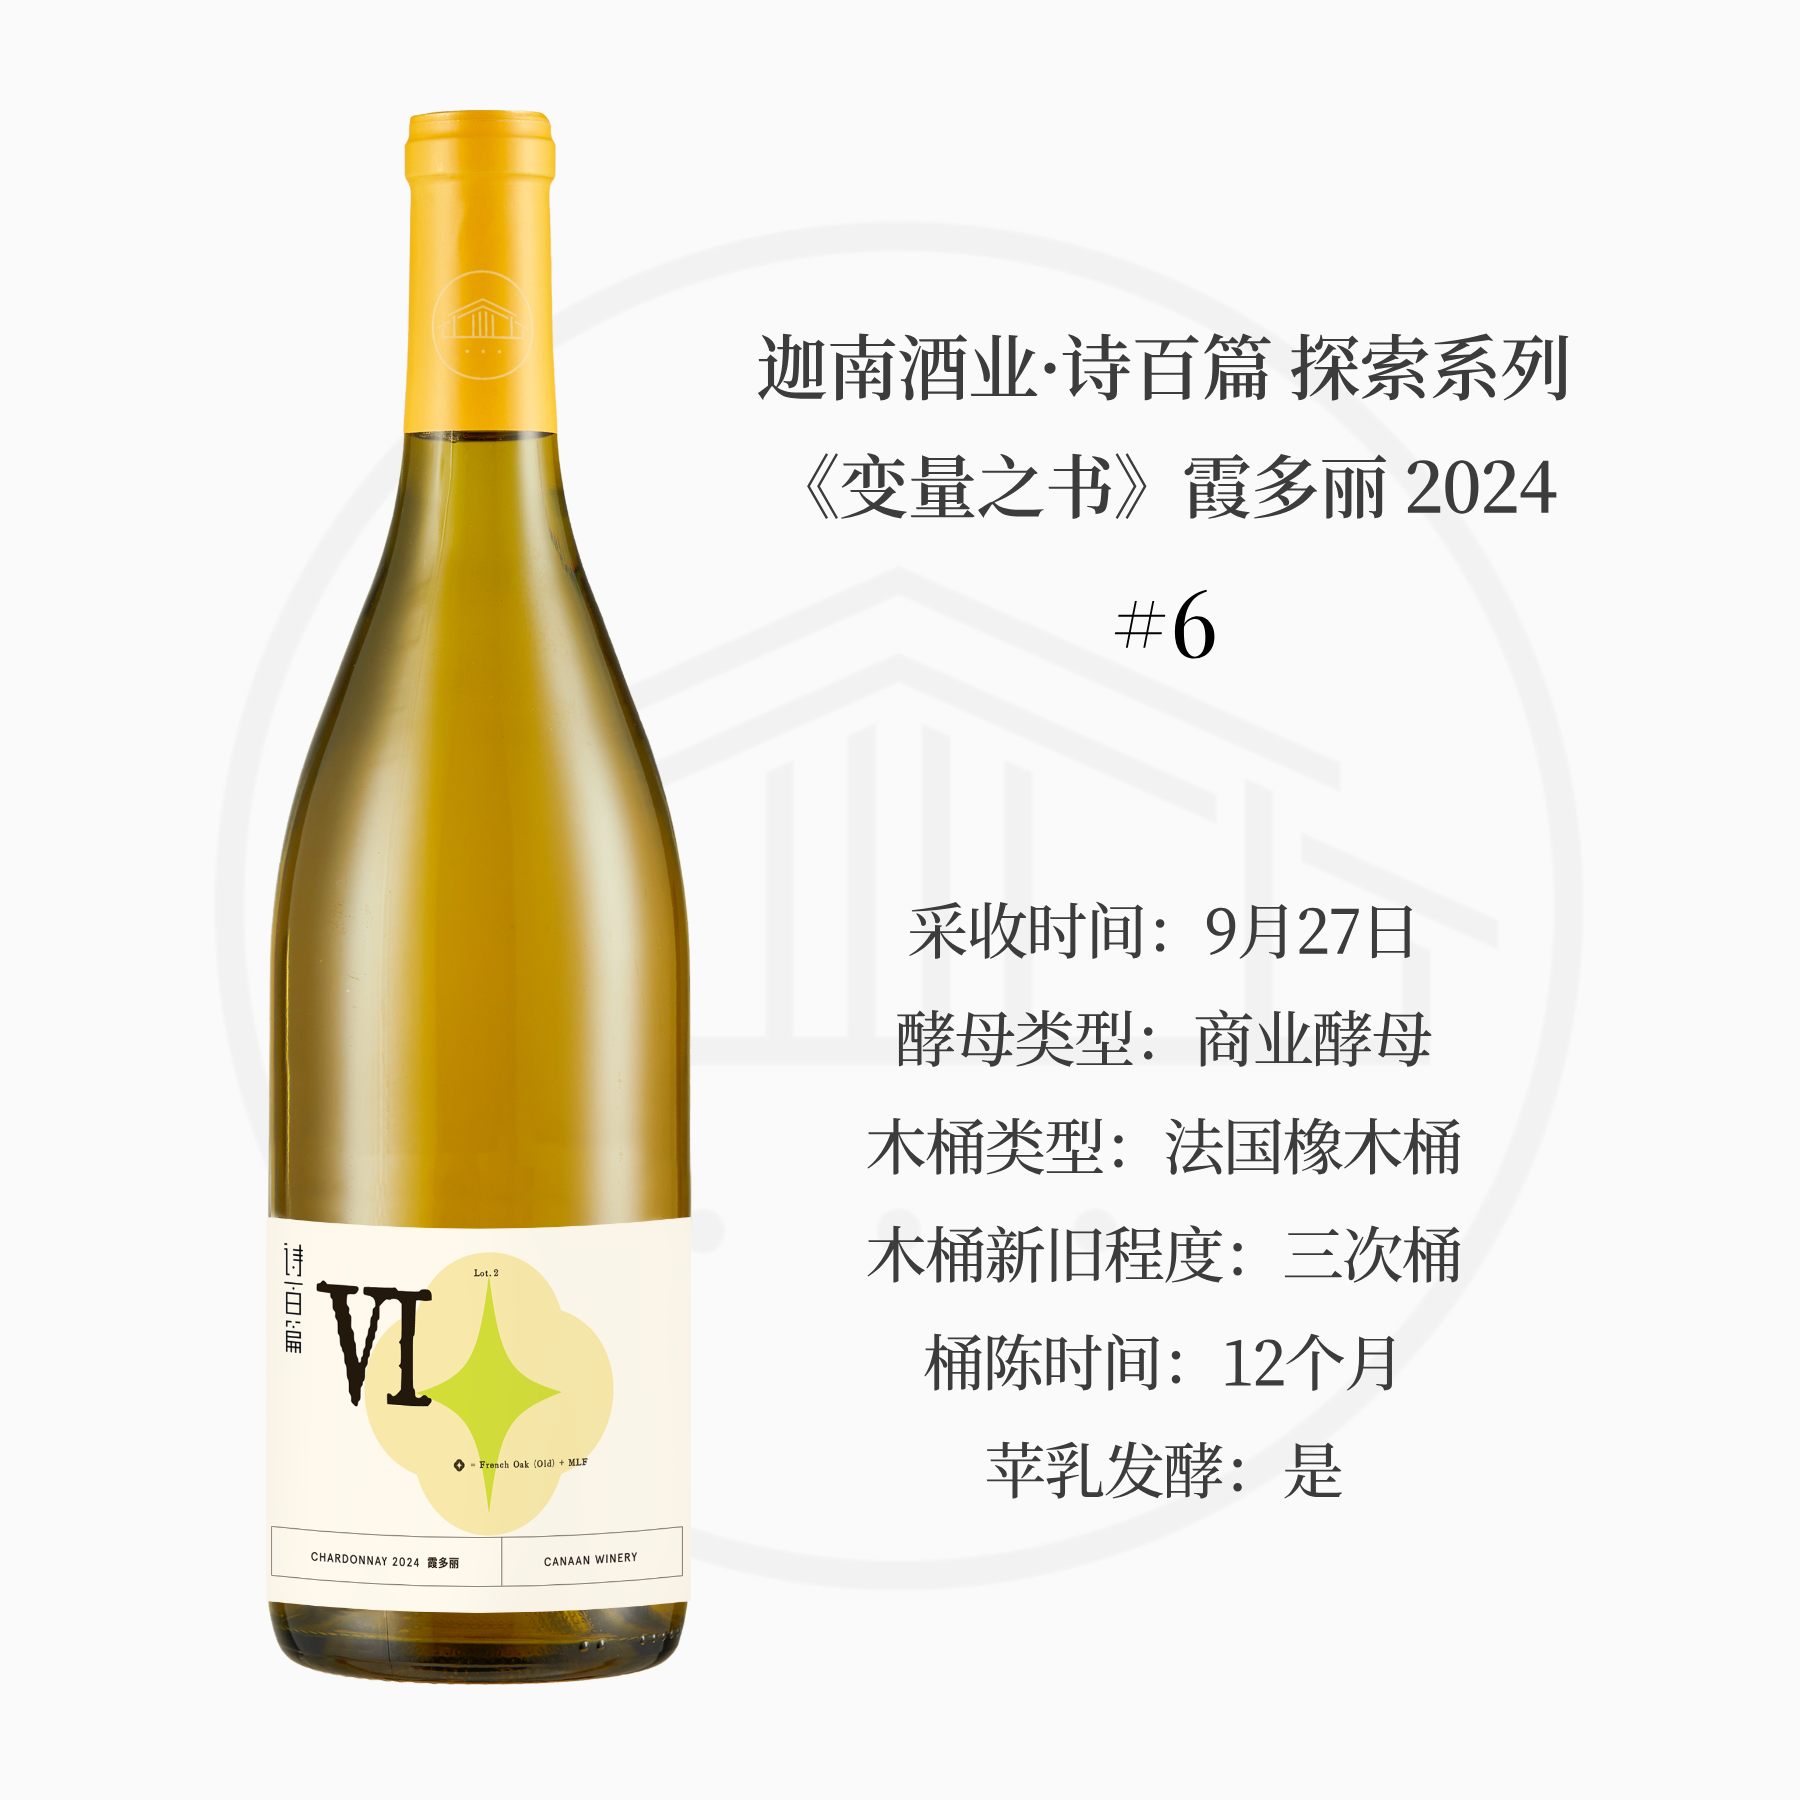 迦南酒业·诗百篇 探索系列
《变量之书》霞多丽 2024
#6
采收时间：9月27日
酵母类型：商业酵母
木桶类型：法国橡木桶
木桶新旧程度：三次桶
桶陈时间：12个月
苹乳发酵：是
诗百篇
VI
Lot. 2
= French Oak (Old) + MLF
CHARDONNAY 2024 霞多丽
CANAAN WINERY